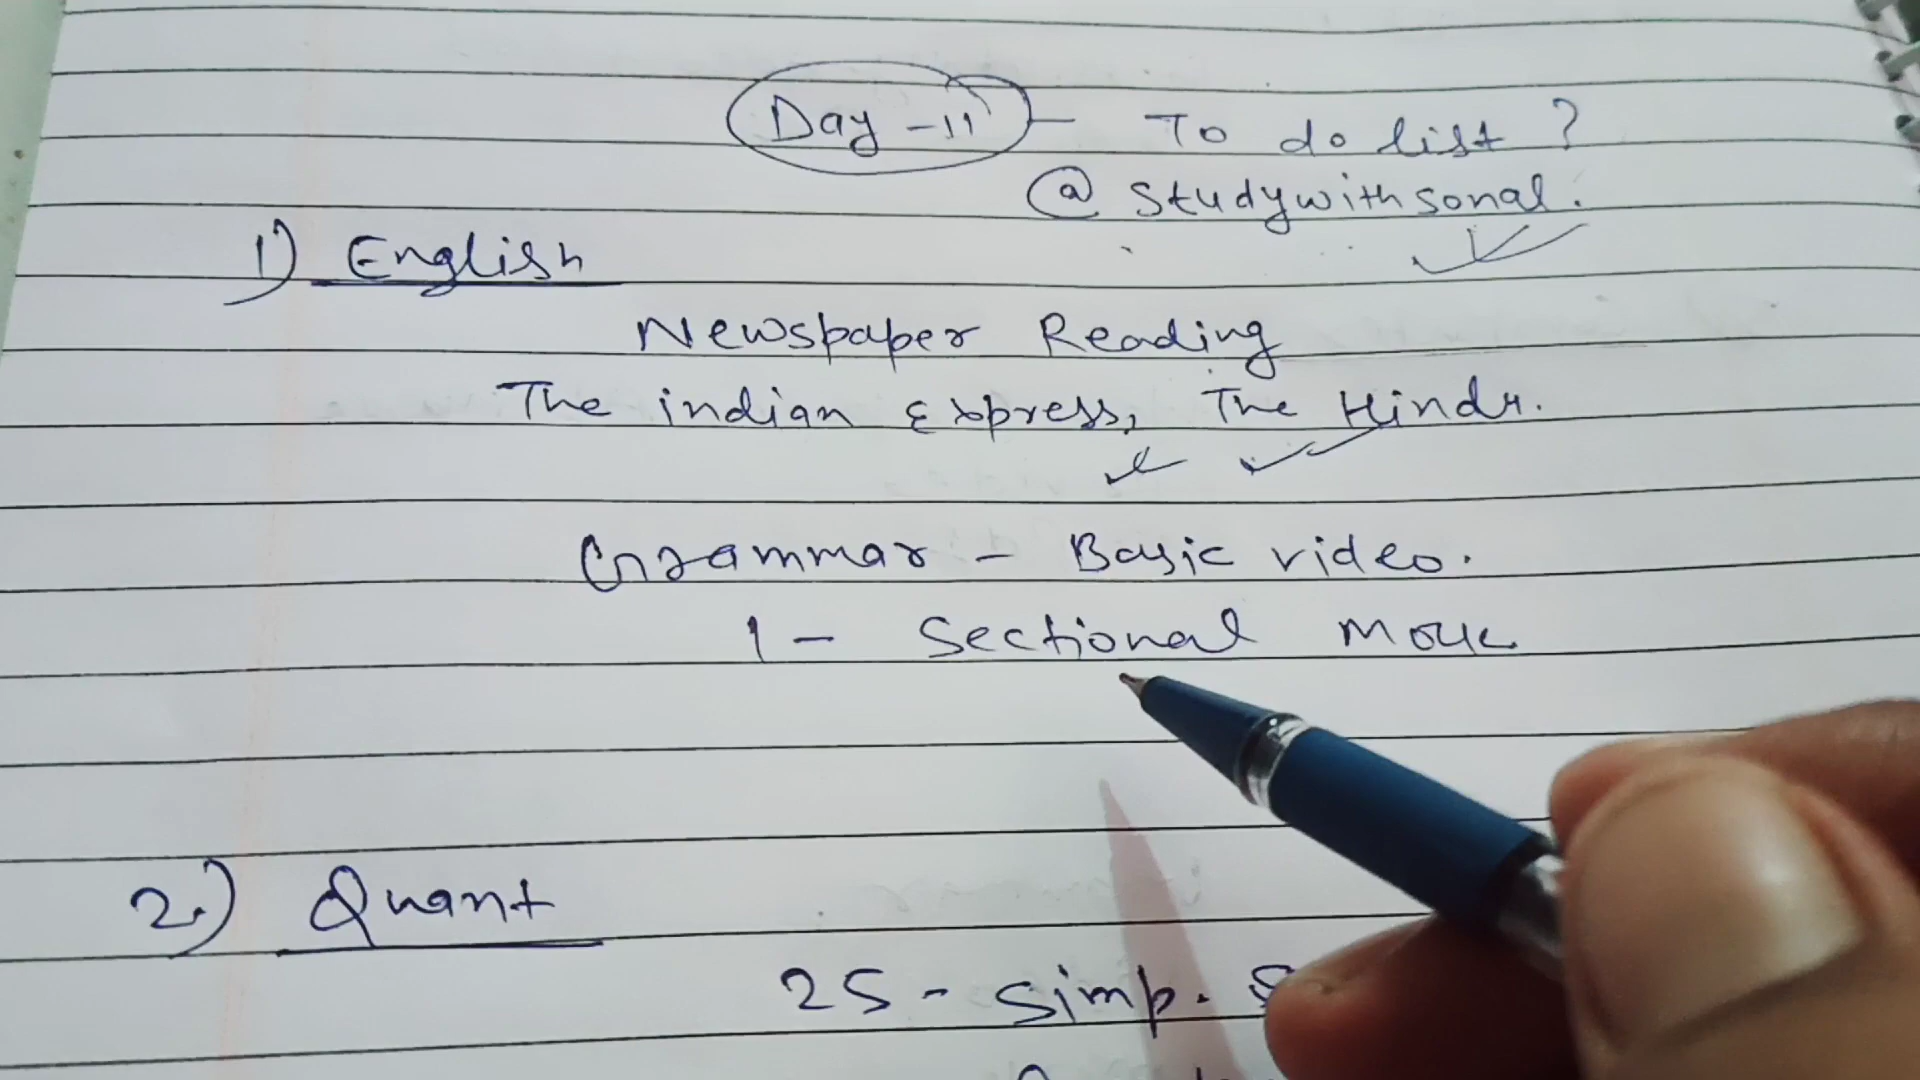 Day - 11 - To do list?
@ studywithsonal.
1) English
Newspaper Reading
The indian Express, The Hindu.
Grammar - Basic video.
1 - Sectional Mock
2.) Quant
25 - Simp.